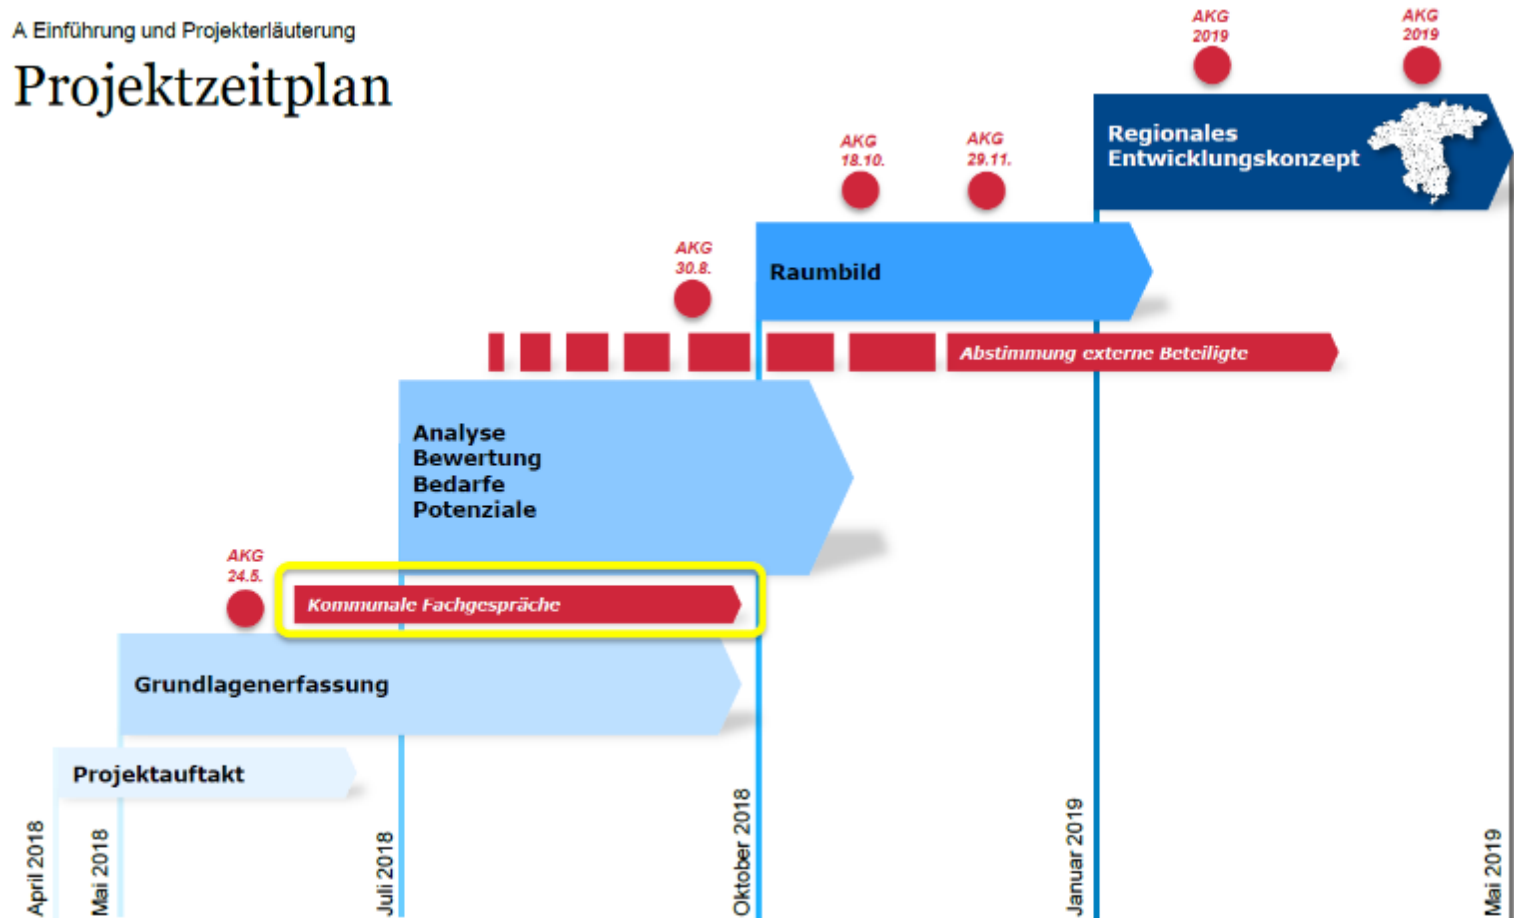 A Einführung und Projekterläuterung
Projektzeitplan
AKG
2019
AKG
2019
Regionales
Entwicklungskonzept
AKG
18.10.
AKG
29.11.
Raumbild
AKG
30.8.
Abstimmung externe Beteiligte
Analyse
Bewertung
Bedarfe
Potenziale
AKG
24.5.
Kommunale Fachgespräche
Grundlagenerfassung
Projektauftakt
April 2018
Mai 2018
Juli 2018
Oktober 2018
Januar 2019
Mai 2019